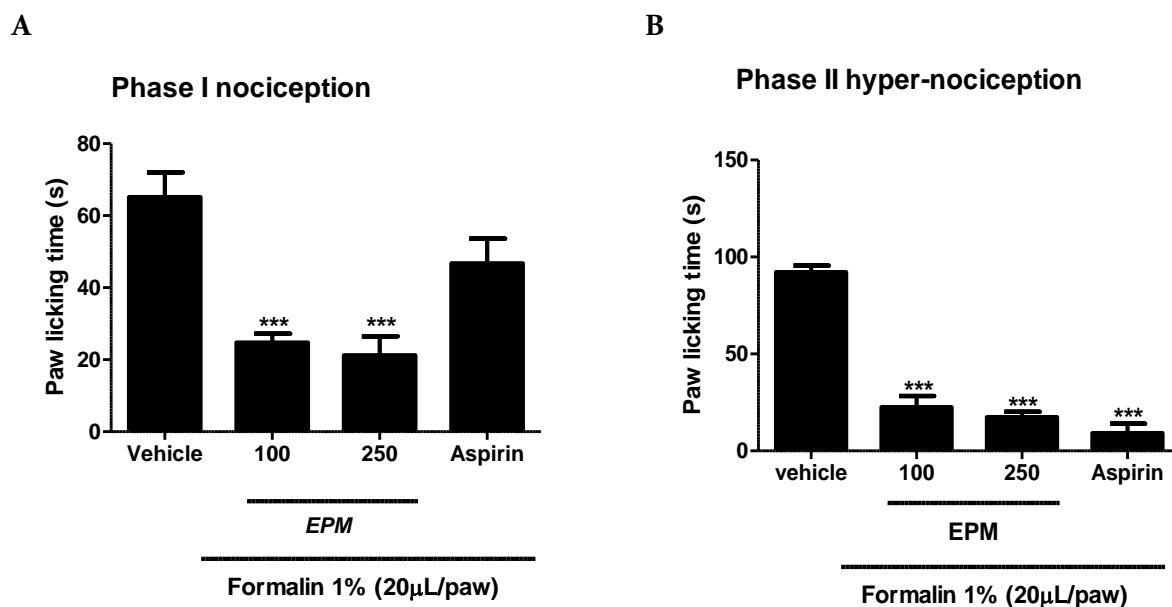 A
Phase I nociception
Paw licking time (s)
80
60
40
20
0
***
***
Vehicle
100
250
Aspirin
EPM
Formalin 1% (20μL/paw)
B
Phase II hyper-nociception
Paw licking time (s)
150
100
50
0
***
***
***
vehicle
100
250
Aspirin
EPM
Formalin 1% (20μL/paw)